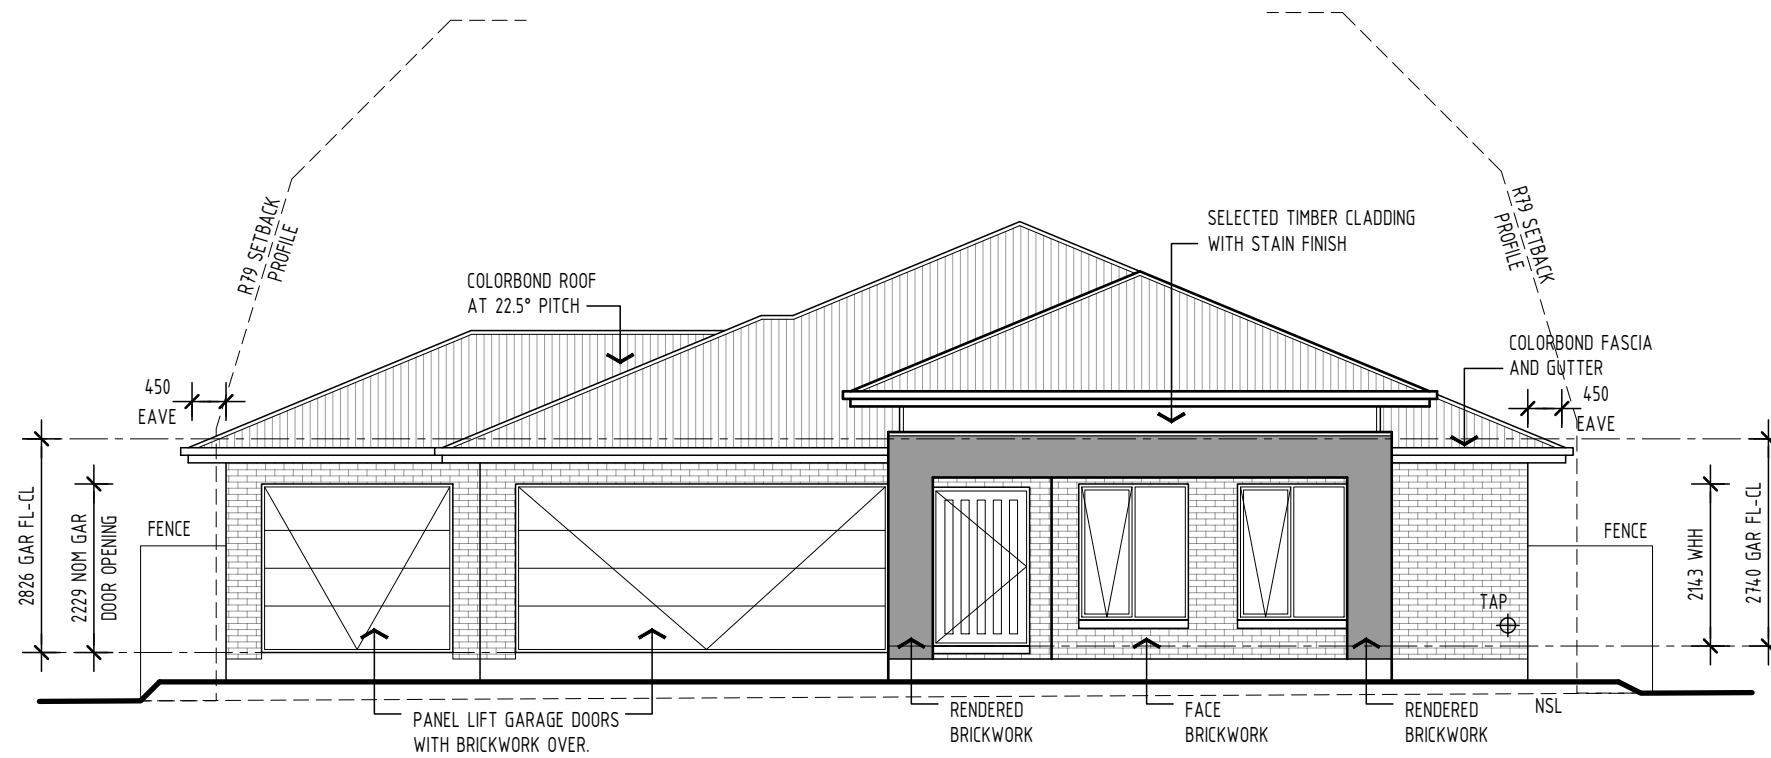 R79 SETBACK
PROFILE
R79 SETBACK
PROFILE
SELECTED TIMBER CLADDING
WITH STAIN FINISH
COLORBOND ROOF
AT 22.5° PITCH
COLORBOND FASCIA
AND GUTTER
450
EAVE
450
EAVE
2826 GAR FL-CL
2229 NOM GAR
DOOR OPENING
FENCE
FENCE
2143 WHH
2740 GAR FL-CL
TAP
PANEL LIFT GARAGE DOORS
WITH BRICKWORK OVER.
RENDERED
BRICKWORK
FACE
BRICKWORK
RENDERED
BRICKWORK
NSL